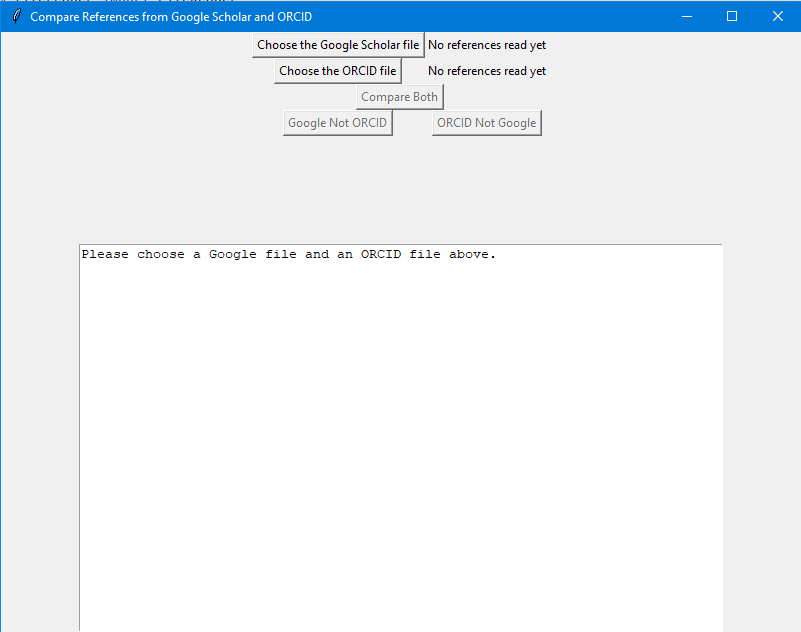 Compare References from Google Scholar and ORCID
Choose the Google Scholar file No references read yet
Choose the ORCID file No references read yet
Compare Both
Google Not ORCID ORCID Not Google
Please choose a Google file and an ORCID file above.